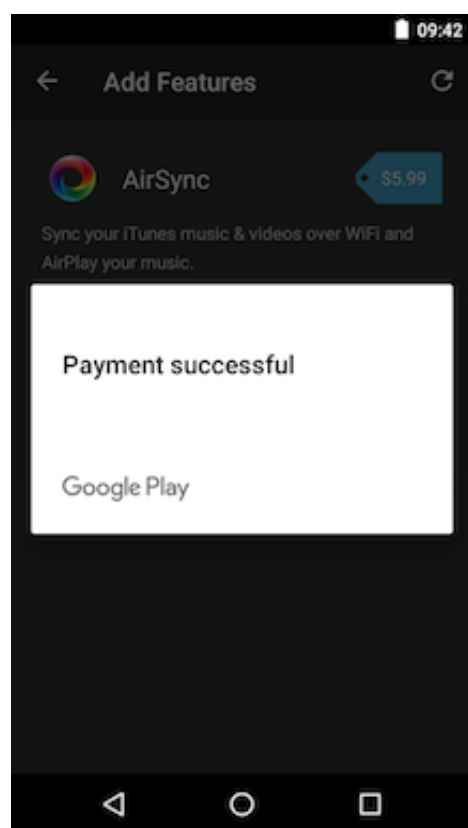 09:42
Add Features
AirSync
$5.99
Sync your iTunes music & videos over WiFi and
AirPlay your music.
Payment successful
Google Play